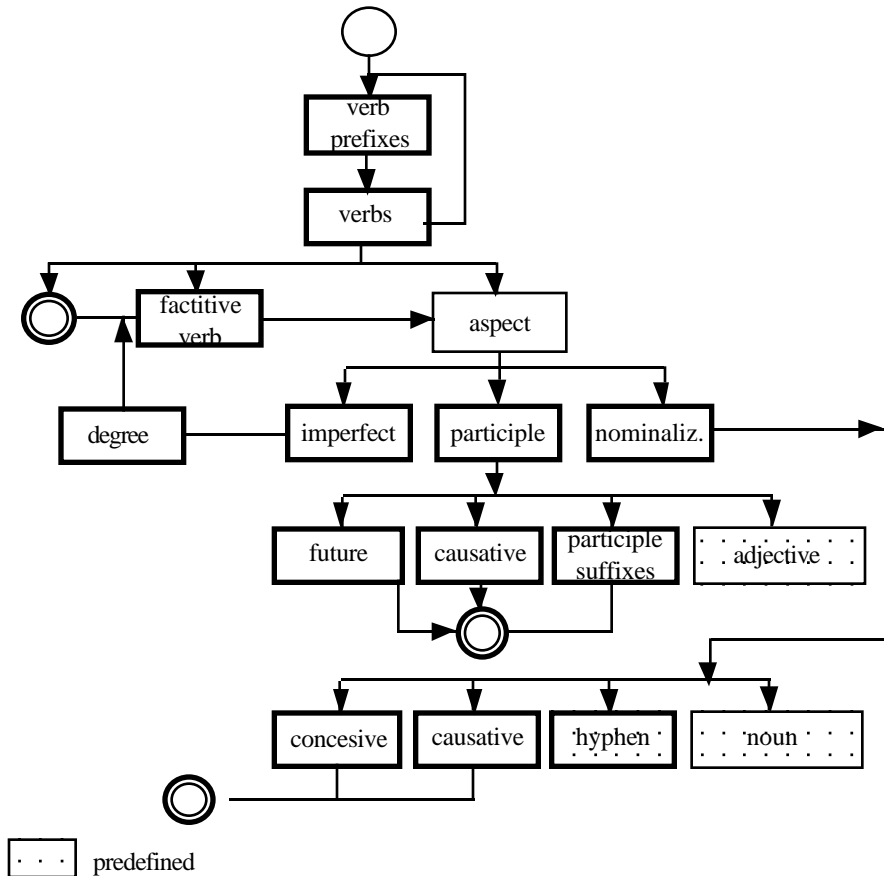 verb
prefixes
verbs
factitive
verb
aspect
degree
imperfect
participle
nominaliz.
future
causative
participle
suffixes
adjective
concesive
causative
hyphen
noun
predefined